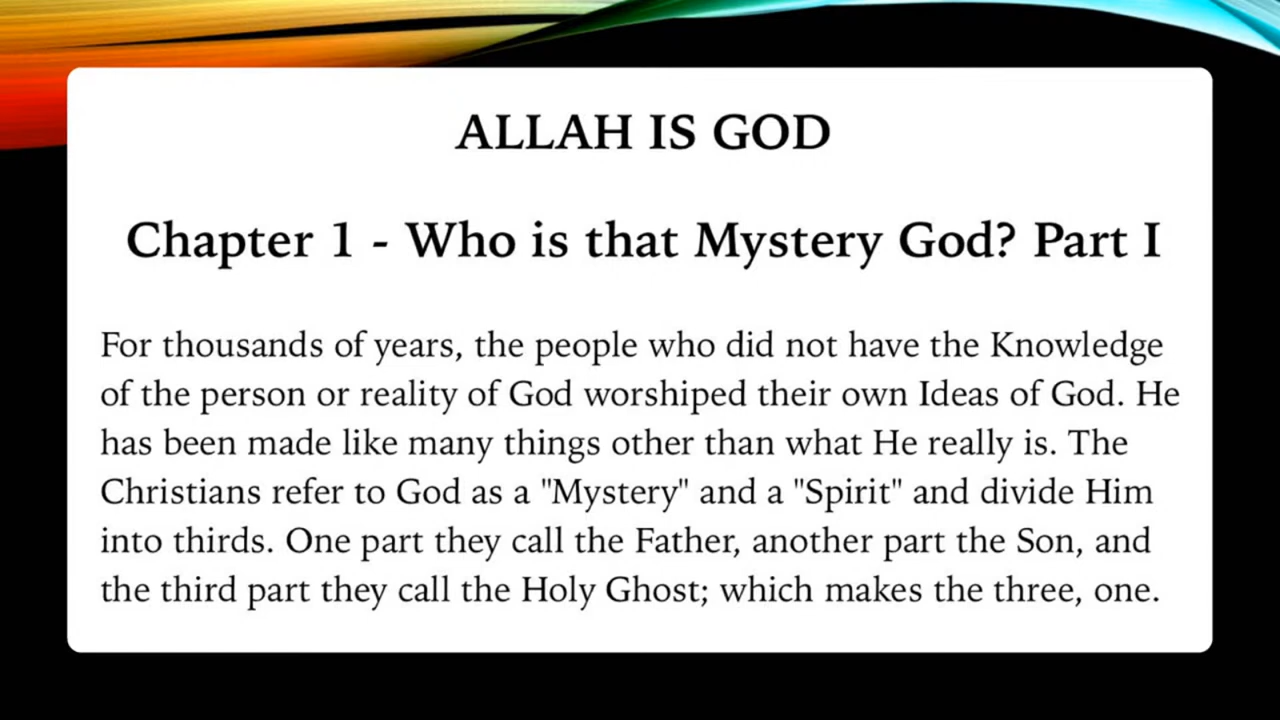 ALLAH IS GOD
Chapter 1 - Who is that Mystery God? Part I
For thousands of years, the people who did not have the Knowledge
of the person or reality of God worshiped their own Ideas of God. He
has been made like many things other than what He really is. The
Christians refer to God as a "Mystery" and a "Spirit" and divide Him
into thirds. One part they call the Father, another part the Son, and
the third part they call the Holy Ghost; which makes the three, one.